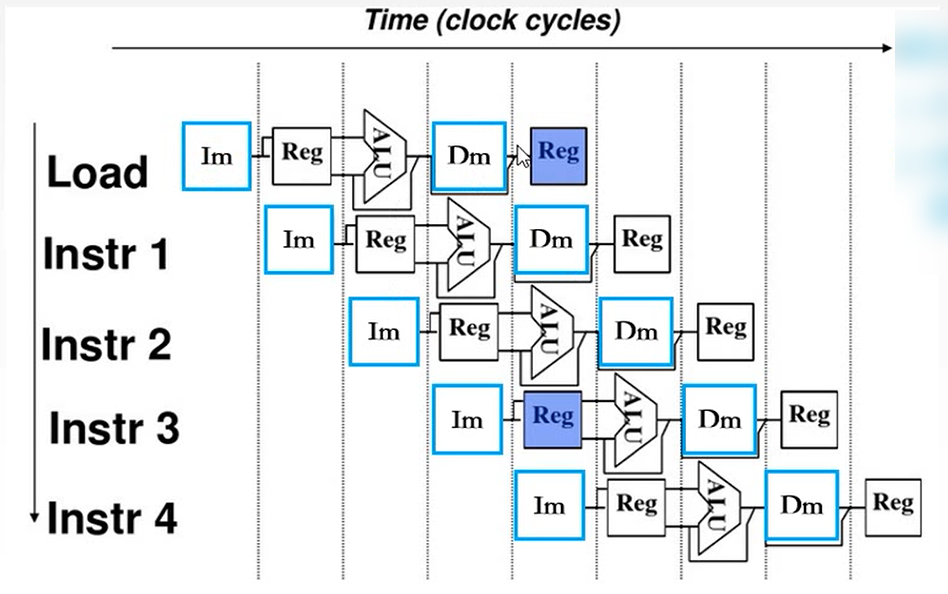 Time (clock cycles)
Load Im Reg ALU Dm Reg
Instr 1 Im Reg ALU Dm Reg
Instr 2 Im Reg ALU Dm Reg
Instr 3 Im Reg ALU Dm Reg
Instr 4 Im Reg ALU Dm Reg